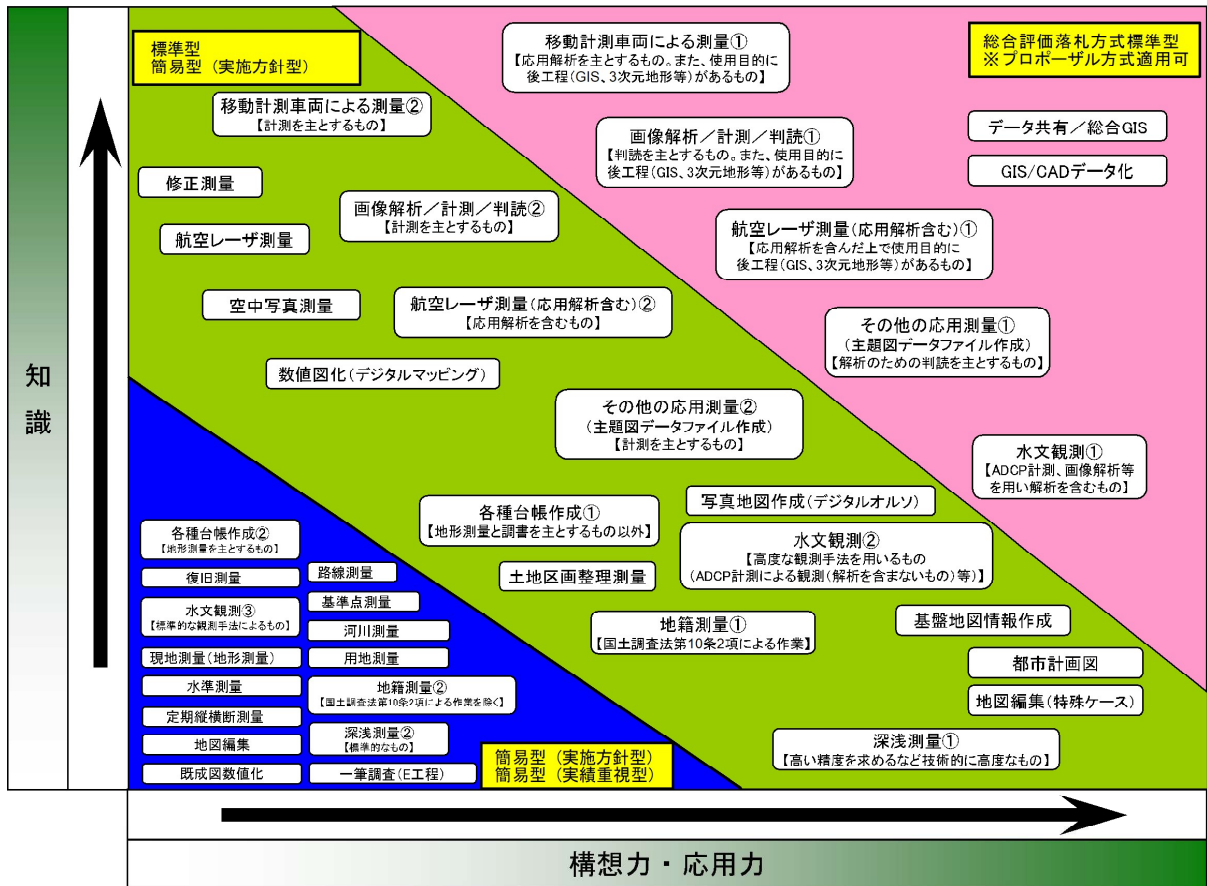 標準型
簡易型（実施方針型）
移動計測車両による測量①
【応用解析を主とするもの。また、使用目的に
後工程(GIS、3次元地形等)があるもの】
総合評価落札方式標準型
※プロポーザル方式適用可
移動計測車両による測量②
【計測を主とするもの】
画像解析／計測／判読①
【判読を主とするもの。また、使用目的に
後工程(GIS、3次元地形等)があるもの】
データ共有／総合GIS
GIS/CADデータ化
修正測量
画像解析／計測／判読②
【計測を主とするもの】
航空レーザ測量
航空レーザ測量(応用解析含む)①
【応用解析を含んだ上で使用目的に
後工程(GIS、3次元地形等)があるもの】
空中写真測量
航空レーザ測量(応用解析含む)②
【応用解析を含むもの】
その他の応用測量①
(主題図データファイル作成)
【解析のための判読を主とするもの】
数値図化(デジタルマッピング)
その他の応用測量②
(主題図データファイル作成)
【計測を主とするもの】
水文観測①
【ADCP計測、画像解析等
を用い解析を含むもの】
写真地図作成(デジタルオルソ)
各種台帳作成①
【地形測量と調書を主とするもの以外】
水文観測②
【高度な観測手法を用いるもの
(ADCP計測による観測(解析を含まないもの)等)】
土地区画整理測量
地籍測量①
【国土調査法第10条2項による作業】
基盤地図情報作成
都市計画図
地図編集(特殊ケース)
深浅測量①
【高い精度を求めるなど技術的に高度なもの】
各種台帳作成②
【地形測量を主とするもの】
復旧測量
水文観測③
【標準的な観測手法によるもの】
現地測量(地形測量)
水準測量
定期縦横断測量
地図編集
既成図数値化
路線測量
基準点測量
河川測量
用地測量
地籍測量②
【国土調査法第10条2項による作業を除く】
深浅測量②
【標準的なもの】
一筆調査(E工程)
簡易型（実施方針型）
簡易型（実績重視型）
知識
構想力・応用力